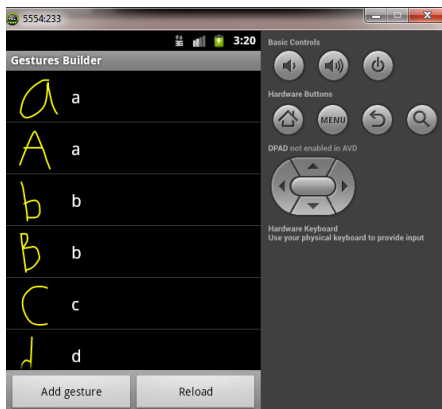 5554:233
3G 3:20
Gestures Builder
a a
A a
b b
B b
C c
d d
Add gesture Reload
Basic Controls
Hardware Buttons
MENU
DPAD not enabled in AVD
Hardware Keyboard
Use your physical keyboard to provide input